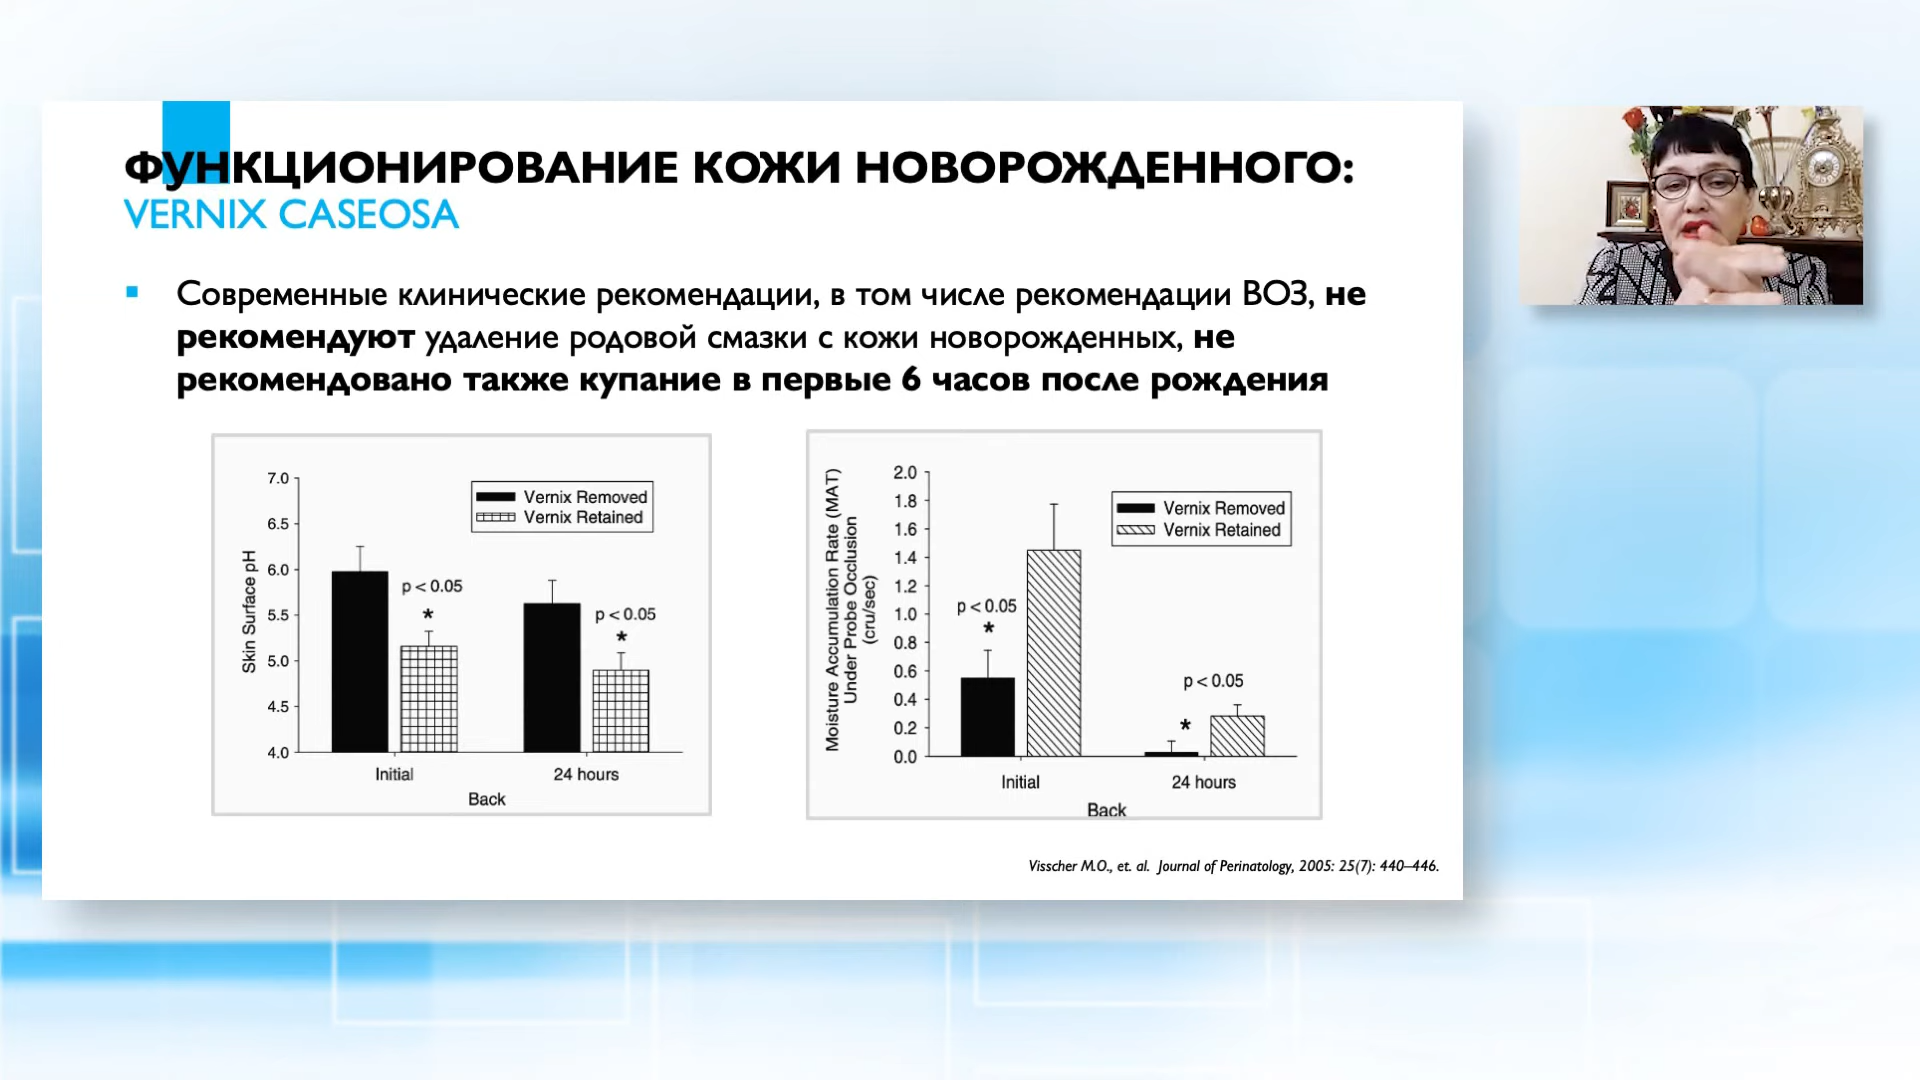 ФУНКЦИОНИРОВАНИЕ КОЖИ НОВОРОЖДЕННОГО:
VERNIX CASEOSA
▪ Современные клинические рекомендации, в том числе рекомендации ВОЗ, не
рекомендуют удаление родовой смазки с кожи новорожденных, не
рекомендовано также купание в первые 6 часов после рождения
Skin Surface pH
7.0
6.5
6.0
5.5
5.0
4.5
4.0
Vernix Removed
Vernix Retained
p < 0.05
*
p < 0.05
*
Initial
24 hours
Back
Moisture Accumulation Rate (MAT)
Under Probe Occlusion
(cru/sec)
2.0
1.8
1.6
1.4
1.2
1.0
0.8
0.6
0.4
0.2
0.0
Vernix Removed
Vernix Retained
p < 0.05
*
p < 0.05
*
Initial
24 hours
Back
Visscher M.O., et. al. Journal of Perinatology, 2005: 25(7): 440–446.